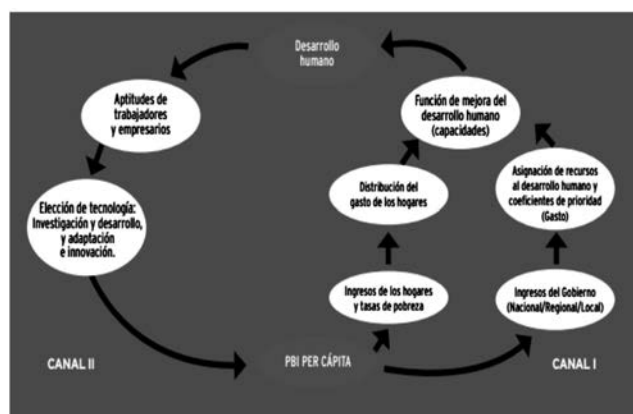 Desarrollo
humano
Aptitudes de
trabajadores
y empresarios
Función de mejora del
desarrollo humano
(capacidades)
Distribución del
gasto de los hogares
Asignación de recursos
al desarrollo humano y
coeficientes de prioridad
(Gasto)
Elección de tecnología:
Investigación y desarrollo,
y adaptación
e innovación.
Ingresos de los hogares
y tasas de pobreza
Ingresos del Gobierno
(Nacional/Regional/Local)
CANAL II
PBI PER CÁPITA
CANAL I